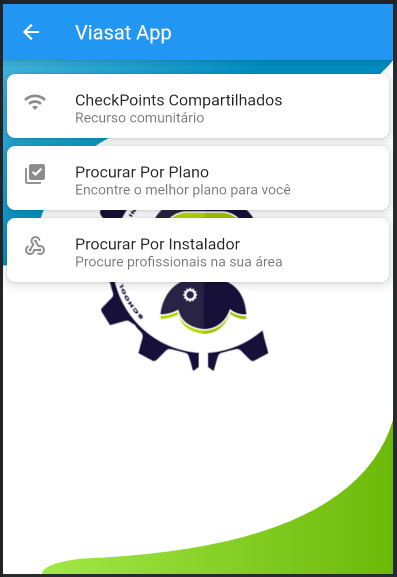 Viasat App
CheckPoints Compartilhados
Recurso comunitário
Procurar Por Plano
Encontre o melhor plano para você
Procurar Por Instalador
Procure profissionais na sua área
SCHOOL